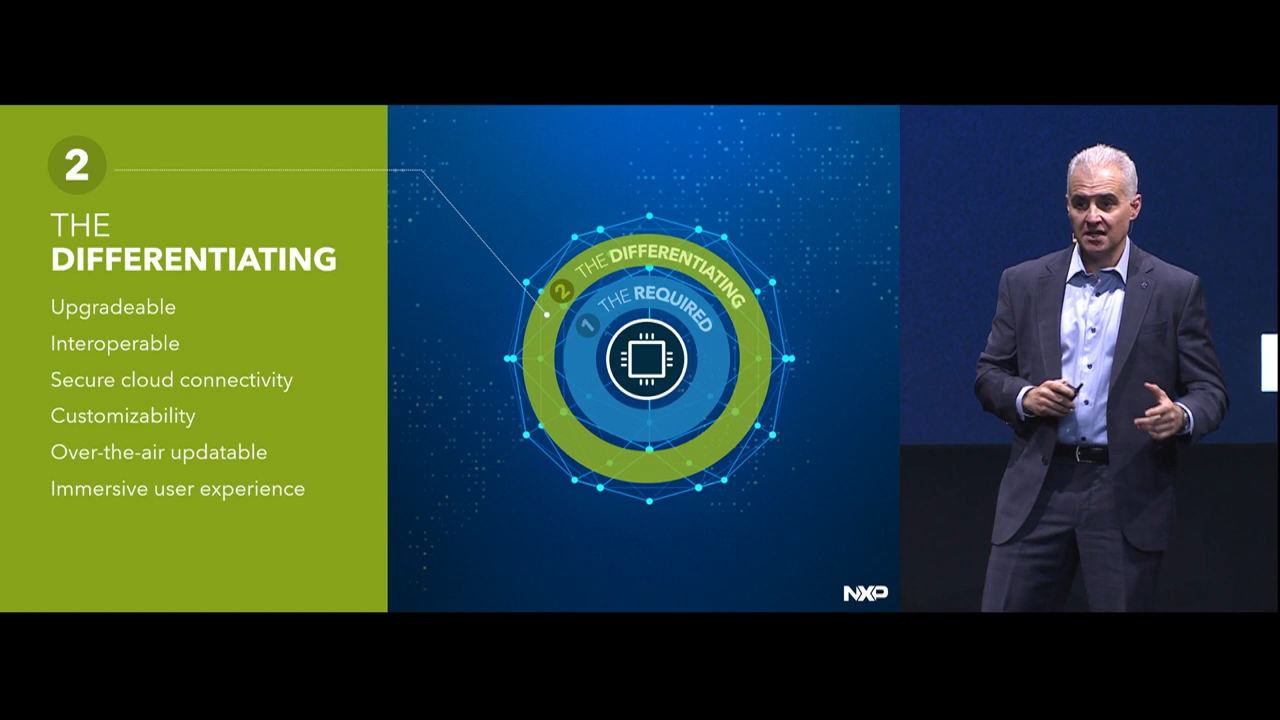 2
THE
DIFFERENTIATING
Upgradeable
Interoperable
Secure cloud connectivity
Customizability
Over-the-air updatable
Immersive user experience
2 THE DIFFERENTIATING
1 THE REQUIRED
NXP